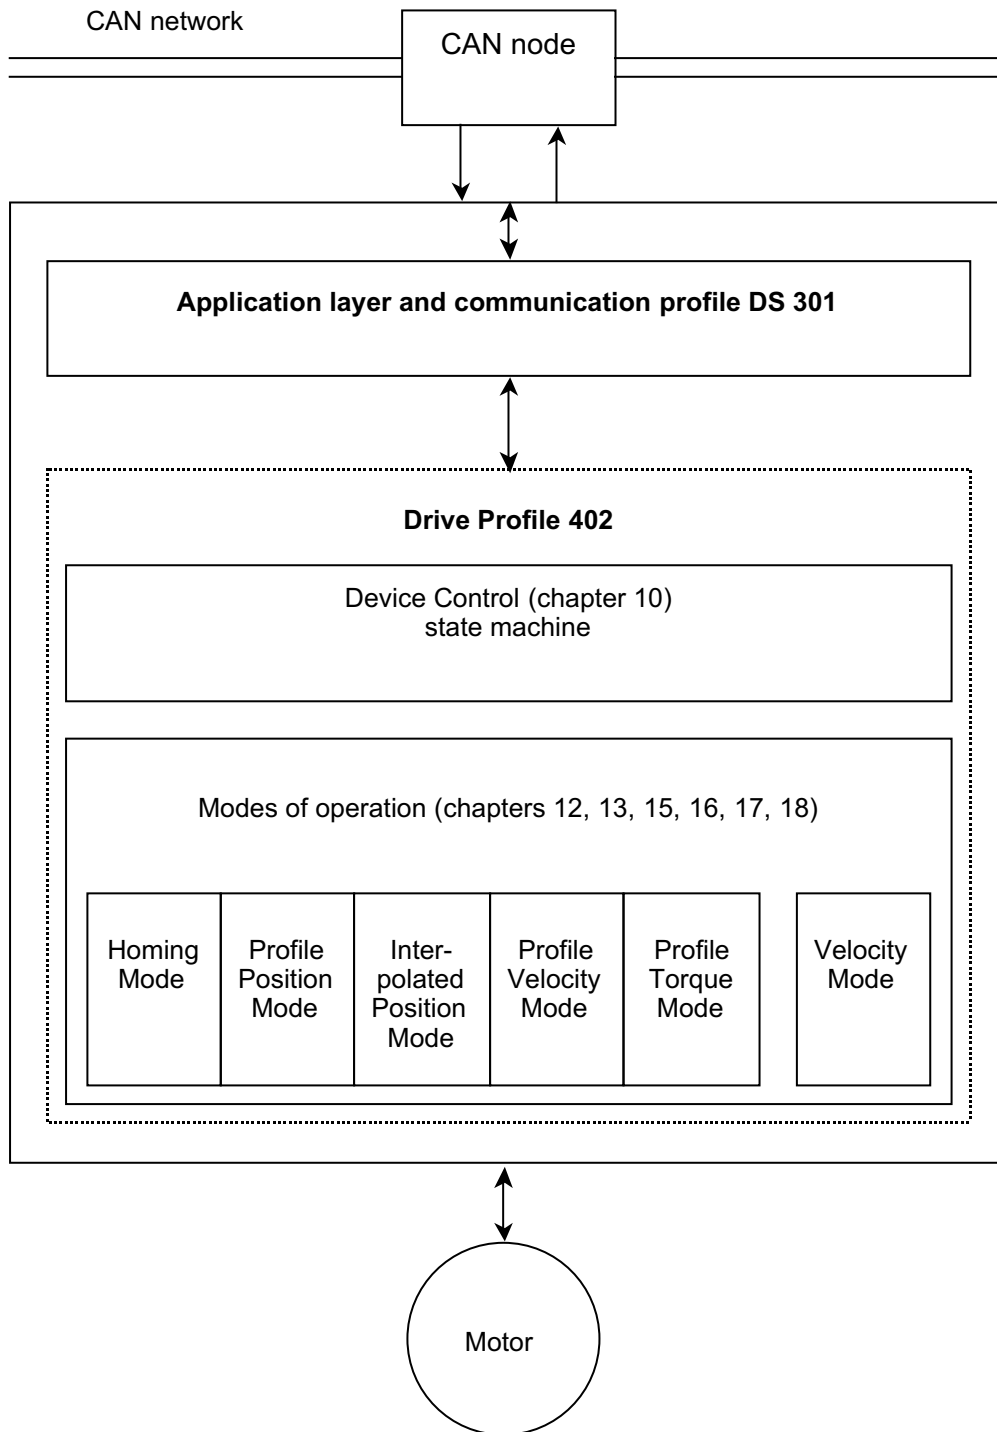 CAN network
CAN node
Application layer and communication profile DS 301
Drive Profile 402
Device Control (chapter 10)
state machine
Modes of operation (chapters 12, 13, 15, 16, 17, 18)
Homing
Mode
Profile
Position
Mode
Inter-
polated
Position
Mode
Profile
Velocity
Mode
Profile
Torque
Mode
Velocity
Mode
Motor